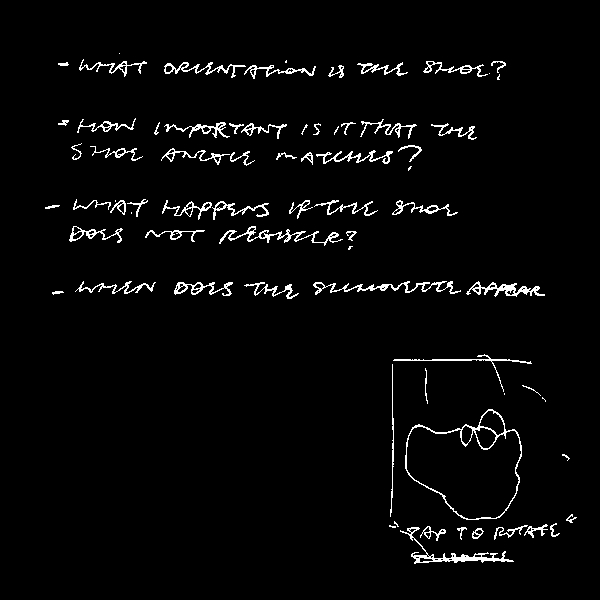 - WHAT ORIENTATION IS THE SHOE?
- HOW IMPORTANT IS IT THAT THE
SHOE ANGLE MATCHES?
- WHAT HAPPENS IF THE SHOE
DOES NOT REGISTER?
- WHEN DOES THE SILHOUETTE APPEAR
"TAP TO ROTATE"